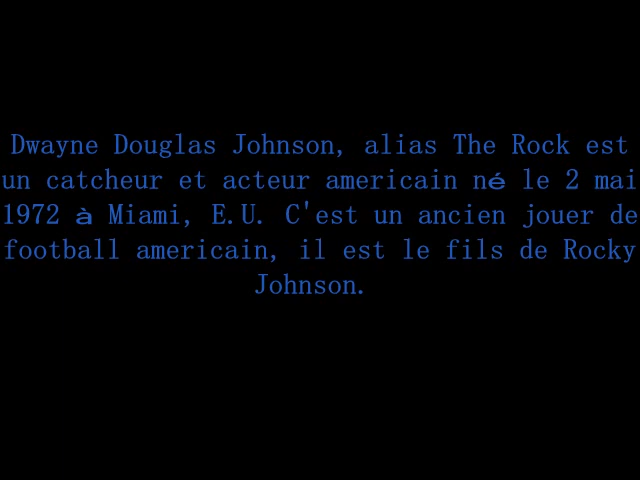 Dwayne Douglas Johnson, alias The Rock est
un catcheur et acteur americain né le 2 mai
1972 à Miami, E.U. C'est un ancien jouer de
football americain, il est le fils de Rocky
Johnson.